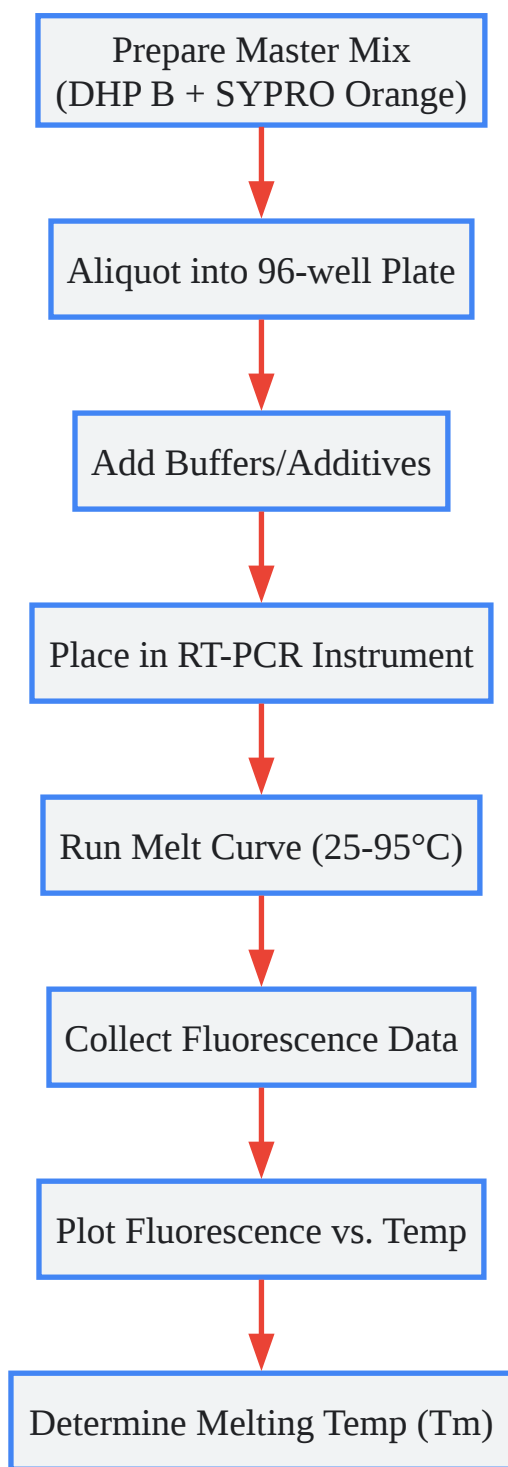 Prepare Master Mix
(DHP B + SYPRO Orange)
Aliquot into 96-well Plate
Add Buffers/Additives
Place in RT-PCR Instrument
Run Melt Curve (25-95°C)
Collect Fluorescence Data
Plot Fluorescence vs. Temp
Determine Melting Temp (Tm)